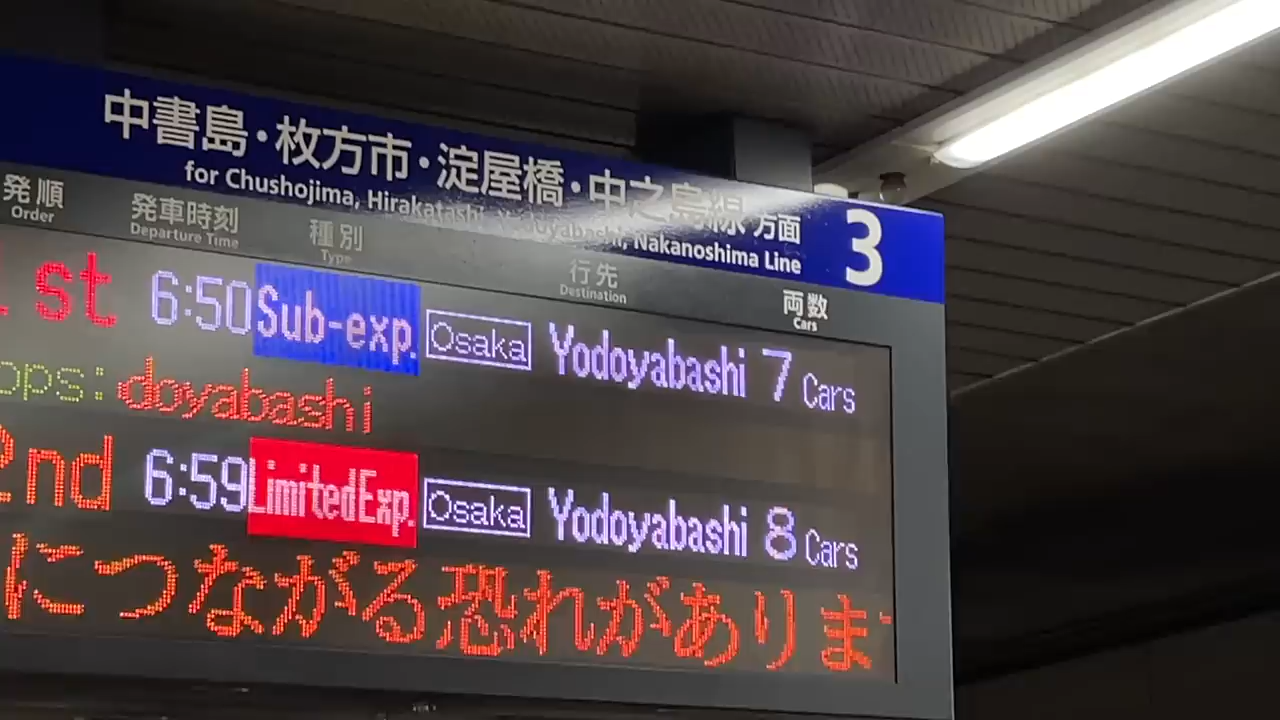 中書島・枚方市・淀屋橋・中之島線 方面 3
for Chushojima, Hirakatashi, Yodoyabashi, Nakanoshima Line
発順 発車時刻 種別 行先 両数
Order Departure Time Type Destination Cars
1st 6:50 Sub-exp. Osaka Yodoyabashi 7 Cars
ops: doyabashi
2nd 6:59 LimitedExp. Osaka Yodoyabashi 8 Cars
につながる恐れがありま